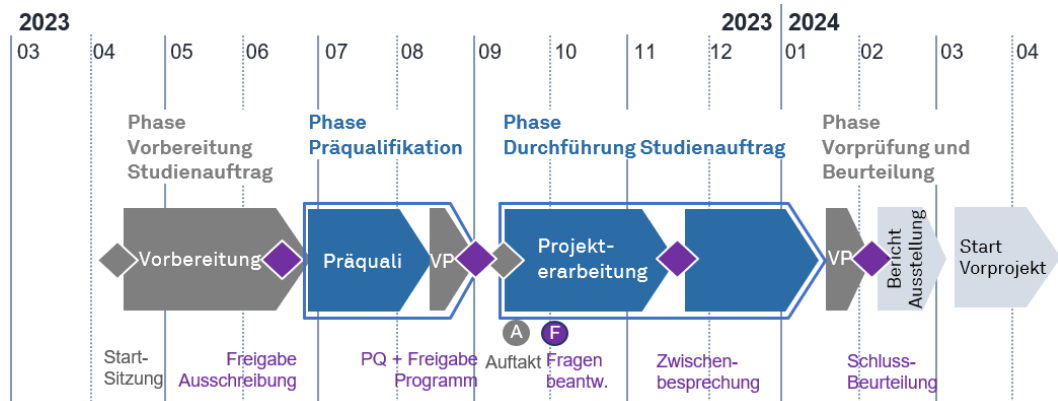 2023 2023 2024
03 04 05 06 07 08 09 10 11 12 01 02 03 04
Phase
Vorbereitung
Studienauftrag
Phase
Präqualifikation
Phase
Durchführung Studienauftrag
Phase
Vorprüfung und
Beurteilung
Vorbereitung
Präquali
VP
Projekt-
erarbeitung
VP
Bericht
Ausstellung
Start
Vorprojekt
A
F
Start-
Sitzung
Freigabe
Ausschreibung
PQ + Freigabe
Programm
Auftakt
Fragen
beantw.
Zwischen-
besprechung
Schluss-
Beurteilung